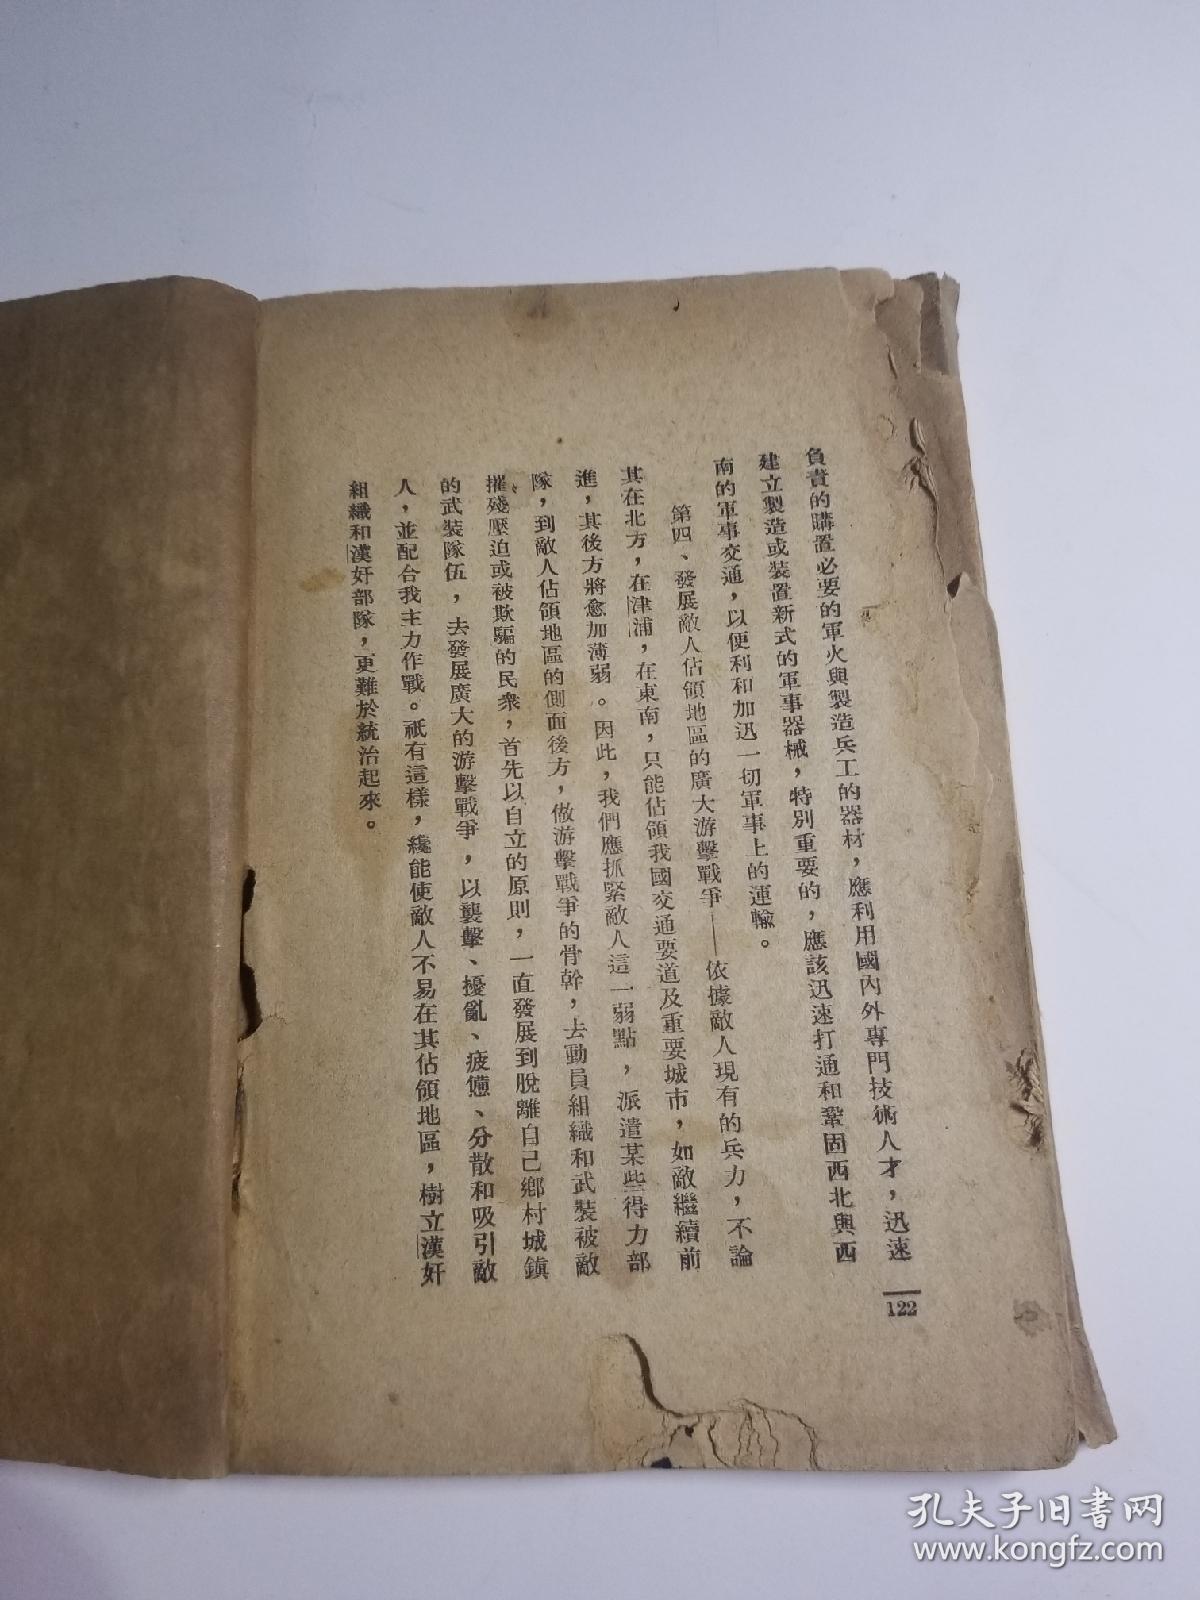 負責的購置必要的軍火與製造兵工的器材，應利用國內外專門技術人才，迅速
建立製造或裝置新式的軍事器械，特別重要的，應該迅速打通和鞏固西北與西
南的軍事交通，以便利和加迅一切軍事上的運輸。
第四、發展敵人佔領地區的廣大游擊戰爭——依據敵人現有的兵力，不論
其在北方，在津浦，在東南，只能佔領我國交通要道及重要城市，如敵繼續前
進，其後方將愈加薄弱。因此，我們應抓緊敵人這一弱點，派遣某些得力部
隊，到敵人佔領地區的側面後方，做游擊戰爭的骨幹，去動員組織和武裝被敵
摧殘壓迫或被欺騙的民衆，首先以自立的原則，一直發展到脫離自己鄉村城鎮
的武裝隊伍，去發展廣大的游擊戰爭，以襲擊、擾亂、疲憊、分散和吸引敵
人，並配合我主力作戰。祇有這樣，纔能使敵人不易在其佔領地區，樹立漢奸
組織和漢奸部隊，更難於統治起來。
122
孔夫子旧书网
www.kongfz.com